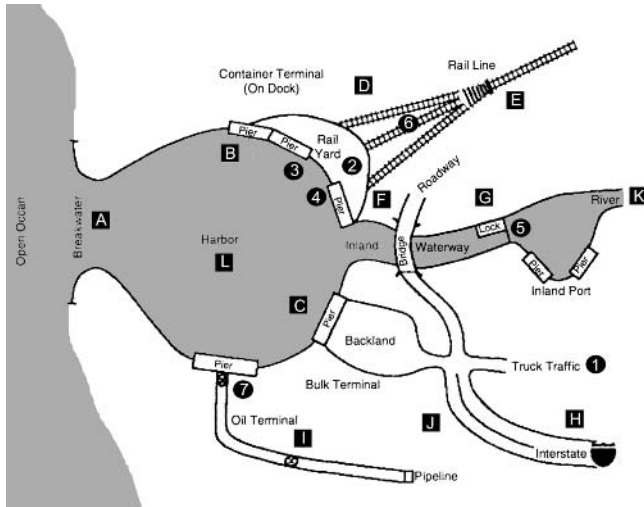 Container Terminal
(On Dock)
D
Rail Line
E
Pier
Pier
Rail
Yard
6
B
3
2
4
Pier
F
Roadway
G
River
K
Lock
5
Open Occan
Breakwater
A
Harbor
L
Inland
Bridge
Waterway
Pier
Pier
Inland Port
C
Pier
Backland
Truck Traffic
1
Pier
7
Bulk Terminal
Oil Terminal
I
J
H
Interstate
Pipeline